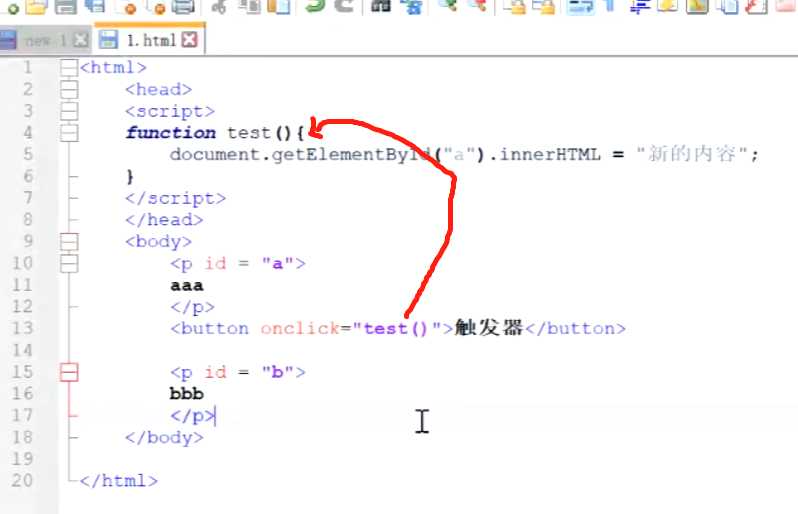 new 1
1.html
1 <html>
2 <head>
3 <script>
4 function test(){
5 document.getElementById("a").innerHTML = "新的内容";
6 }
7 </script>
8 </head>
9 <body>
10 <p id = "a">
11 aaa
12 </p>
13 <button onclick="test()">触发器</button>
14
15 <p id = "b">
16 bbb
17 </p>
18 </body>
19
20 </html>